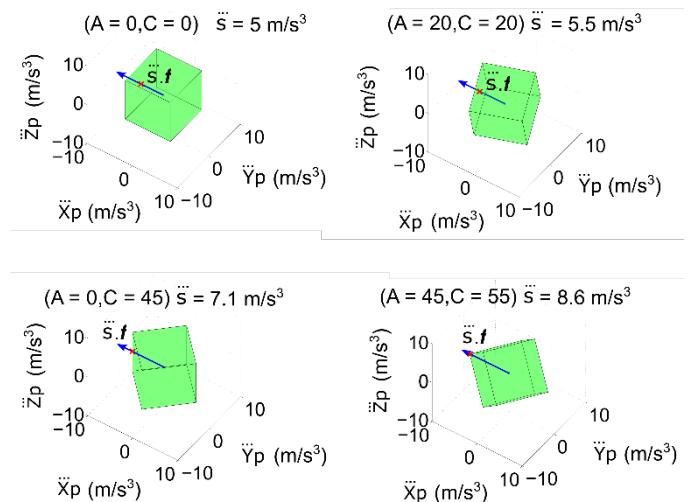 (A = 0,C = 0) s⃛ = 5 m/s³
10
0
−10
Z⃛p (m/s³)
s⃛.f
−10
0
10
X⃛p (m/s³)
−10
0
10
Y⃛p (m/s³)
(A = 20,C = 20) s⃛ = 5.5 m/s³
10
0
−10
Z⃛p (m/s³)
s⃛.f
−10
0
10
X⃛p (m/s³)
−10
0
10
Y⃛p (m/s³)
(A = 0,C = 45) s⃛ = 7.1 m/s³
10
0
−10
Z⃛p (m/s³)
s⃛.f
−10
0
10
X⃛p (m/s³)
−10
0
10
Y⃛p (m/s³)
(A = 45,C = 55) s⃛ = 8.6 m/s³
10
0
−10
Z⃛p (m/s³)
s⃛.f
−10
0
10
X⃛p (m/s³)
−10
0
10
Y⃛p (m/s³)